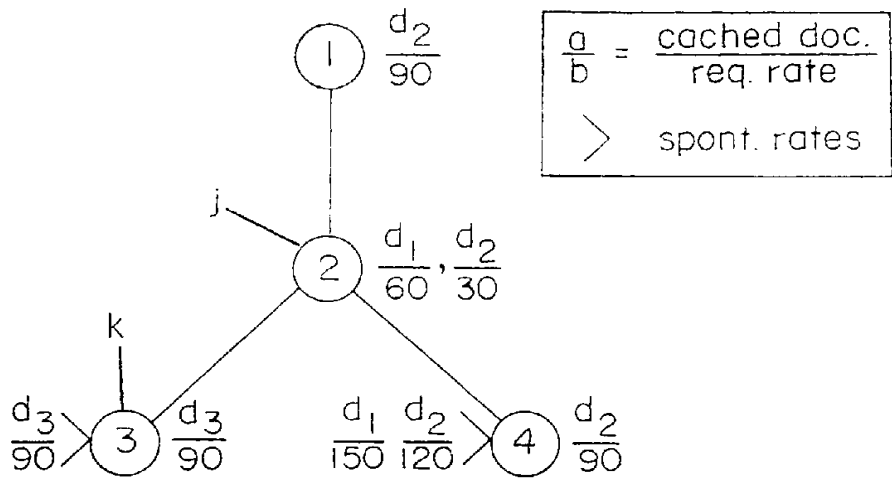 1 d2/90
a/b = cached doc./req. rate
> spont. rates
j
2 d1/60, d2/30
k
d3/90 3 d3/90
d1/150 d2/120 4 d2/90